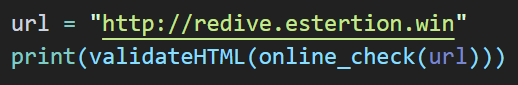 url = "http://redive.estertion.win"
print(validateHTML(online_check(url)))